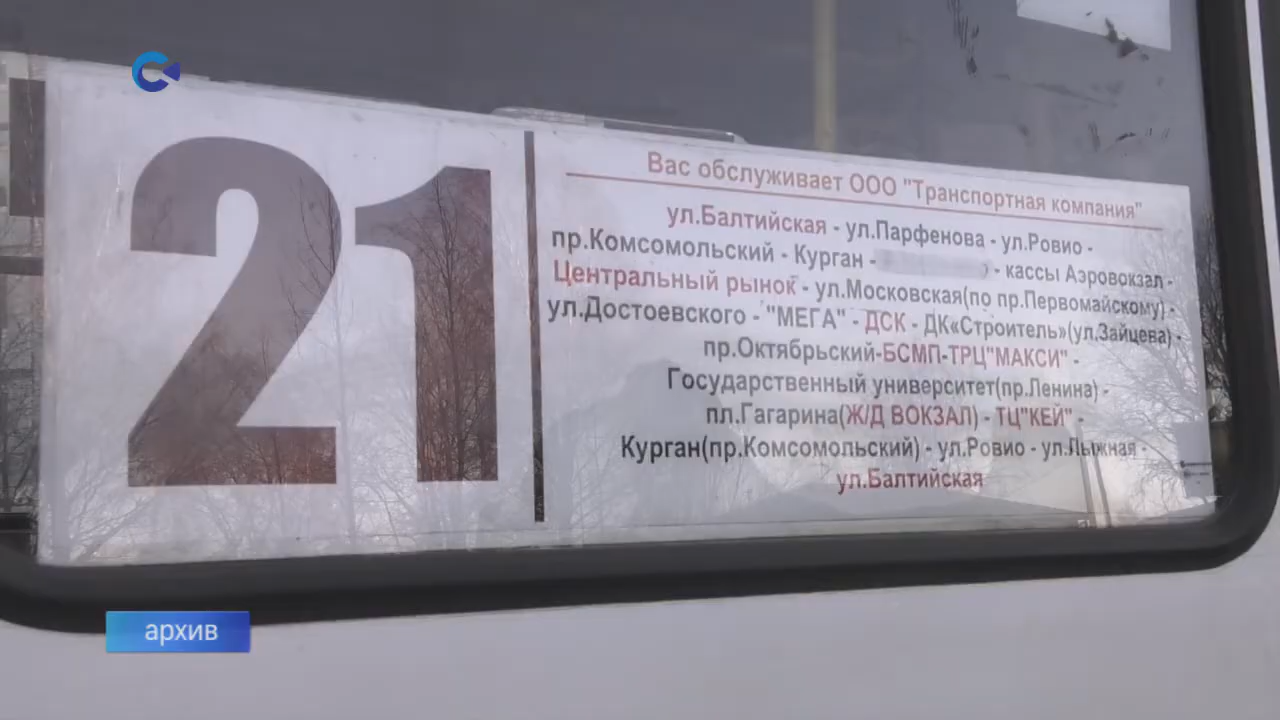 21
Вас обслуживает ООО "Транспортная компания"
ул.Балтийская - ул.Парфенова - ул.Ровио -
пр.Комсомольский - Курган - - кассы Аэровокзал -
Центральный рынок - ул.Московская(по пр.Первомайскому) -
ул.Достоевского - "МЕГА" - ДСК - ДК«Строитель»(ул.Зайцева) -
пр.Октябрьский-БСМП-ТРЦ"МАКСИ" -
Государственный университет(пр.Ленина) -
пл.Гагарина(Ж/Д ВОКЗАЛ) - ТЦ"КЕЙ" -
Курган(пр.Комсомольский) - ул.Ровио - ул.Лыжная -
ул.Балтийская
архив